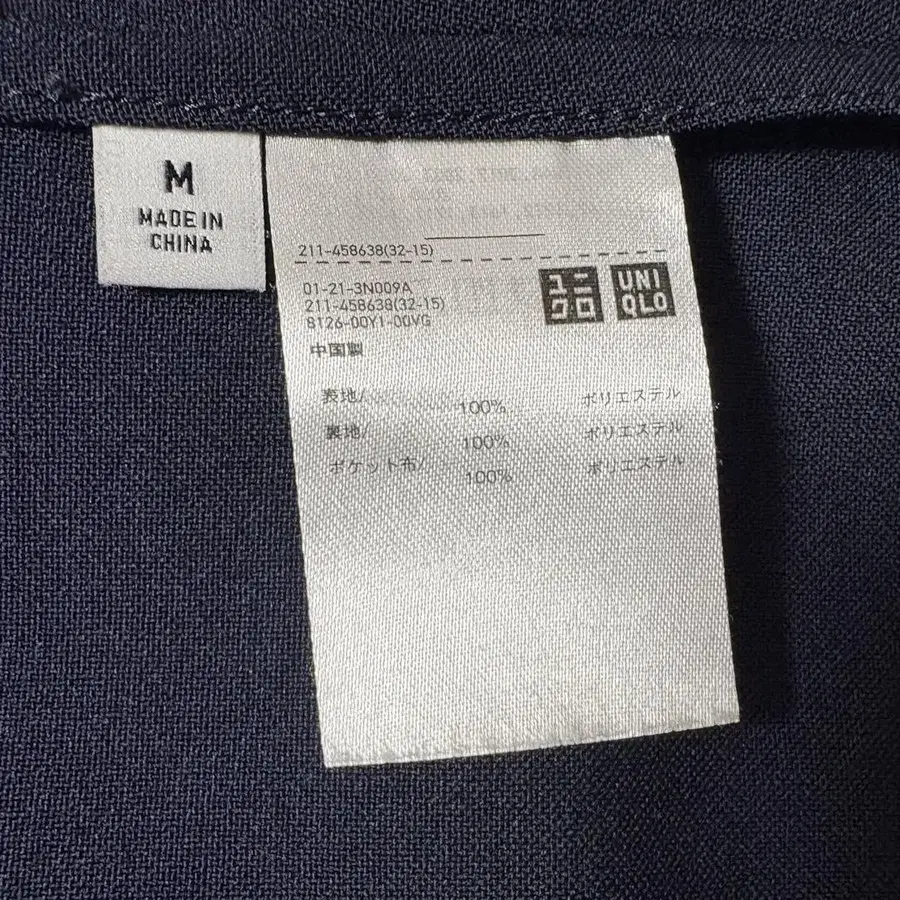 M
MADE IN
CHINA
211-458638(32-15)
01-21-3N009A
211-458638(32-15)
8126-00Y1-00VG
中国製
ユニ
クロ
UNI
QLO
表地/ 100% ポリエステル
裏地/ 100% ポリエステル
ポケット布/ 100% ポリエステル